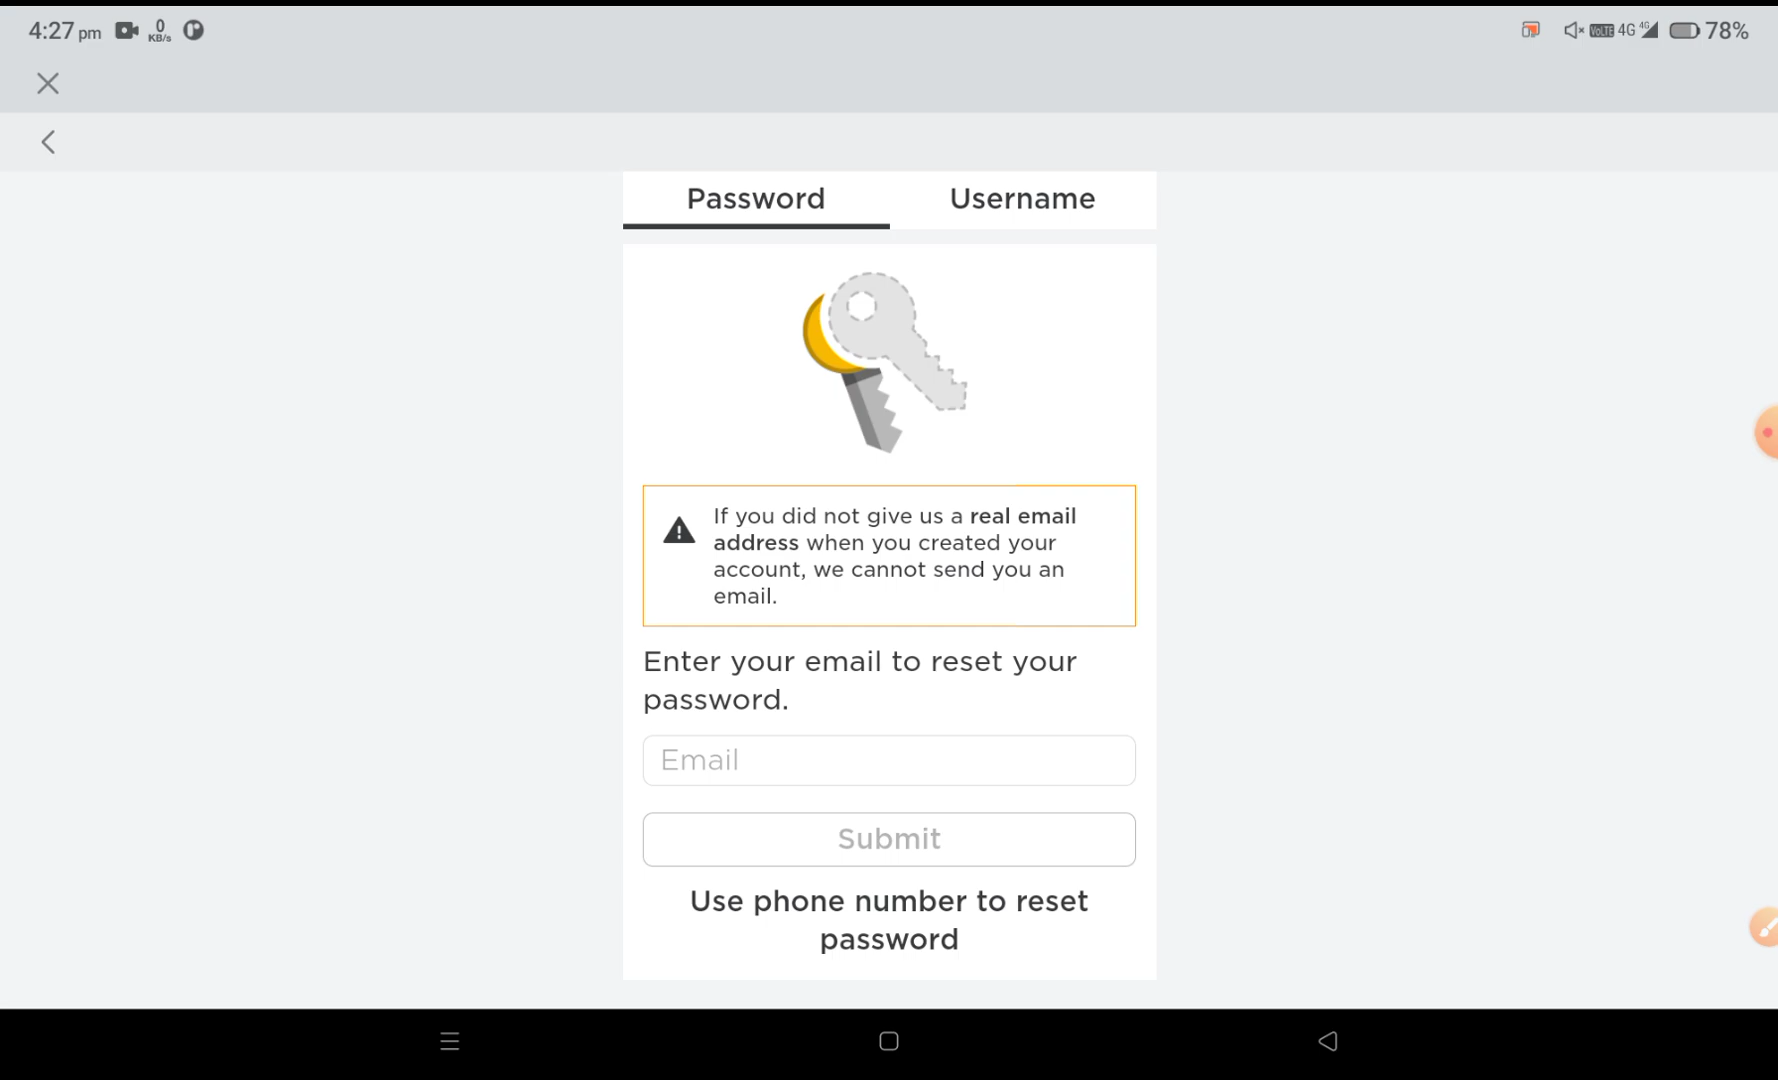 4:27 pm 0 KB/s VoLTE 4G 4G 78%
Password Username
If you did not give us a real email
address when you created your
account, we cannot send you an
email.
Enter your email to reset your
password.
Email
Submit
Use phone number to reset
password